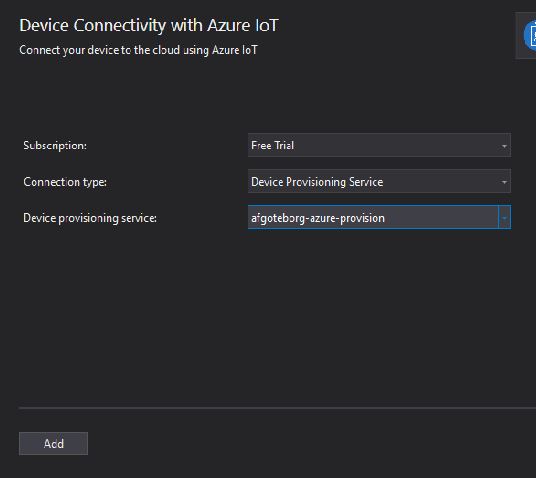 Device Connectivity with Azure IoT
Connect your device to the cloud using Azure IoT
Subscription: Free Trial
Connection type: Device Provisioning Service
Device provisioning service: afgoteborg-azure-provision
Add